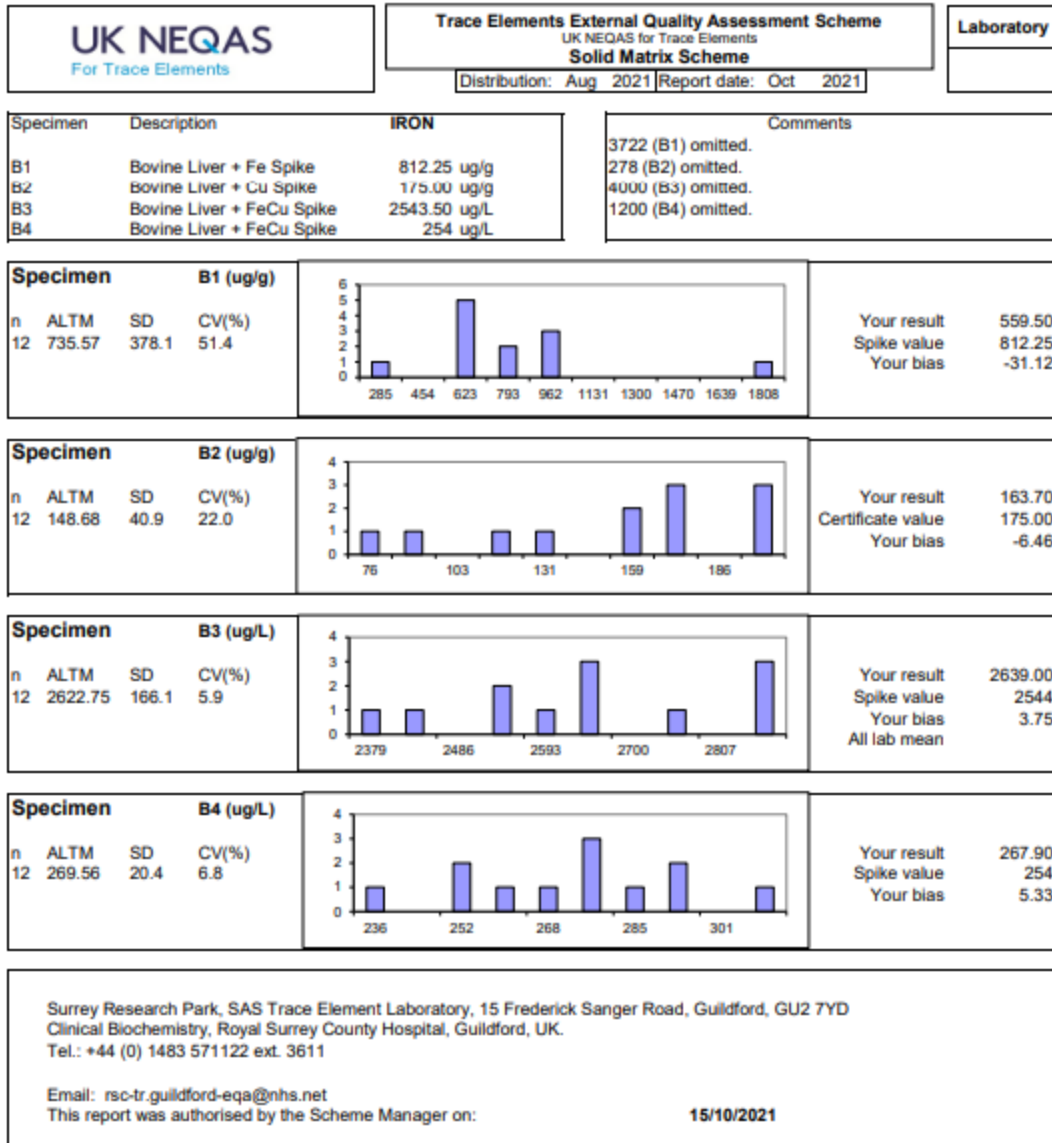 UK NEQAS
For Trace Elements
Trace Elements External Quality Assessment Scheme
UK NEQAS for Trace Elements
Solid Matrix Scheme
Distribution: Aug 2021 Report date: Oct 2021
Laboratory
Specimen Description IRON
B1 Bovine Liver + Fe Spike 812.25 ug/g
B2 Bovine Liver + Cu Spike 175.00 ug/g
B3 Bovine Liver + FeCu Spike 2543.50 ug/L
B4 Bovine Liver + FeCu Spike 254 ug/L
Comments
3722 (B1) omitted.
278 (B2) omitted.
4000 (B3) omitted.
1200 (B4) omitted.
Specimen B1 (ug/g)
n ALTM SD CV(%)
12 735.57 378.1 51.4
6
5
4
3
2
1
0
285 454 623 793 962 1131 1300 1470 1639 1808
Your result 559.50
Spike value 812.25
Your bias -31.12
Specimen B2 (ug/g)
n ALTM SD CV(%)
12 148.68 40.9 22.0
4
3
2
1
0
76 103 131 159 186
Your result 163.70
Certificate value 175.00
Your bias -6.46
Specimen B3 (ug/L)
n ALTM SD CV(%)
12 2622.75 166.1 5.9
4
3
2
1
0
2379 2486 2593 2700 2807
Your result 2639.00
Spike value 2544
Your bias 3.75
All lab mean
Specimen B4 (ug/L)
n ALTM SD CV(%)
12 269.56 20.4 6.8
4
3
2
1
0
236 252 268 285 301
Your result 267.90
Spike value 254
Your bias 5.33
Surrey Research Park, SAS Trace Element Laboratory, 15 Frederick Sanger Road, Guildford, GU2 7YD
Clinical Biochemistry, Royal Surrey County Hospital, Guildford, UK.
Tel.: +44 (0) 1483 571122 ext. 3611
Email: rsc-tr.guildford-eqa@nhs.net
This report was authorised by the Scheme Manager on: 15/10/2021